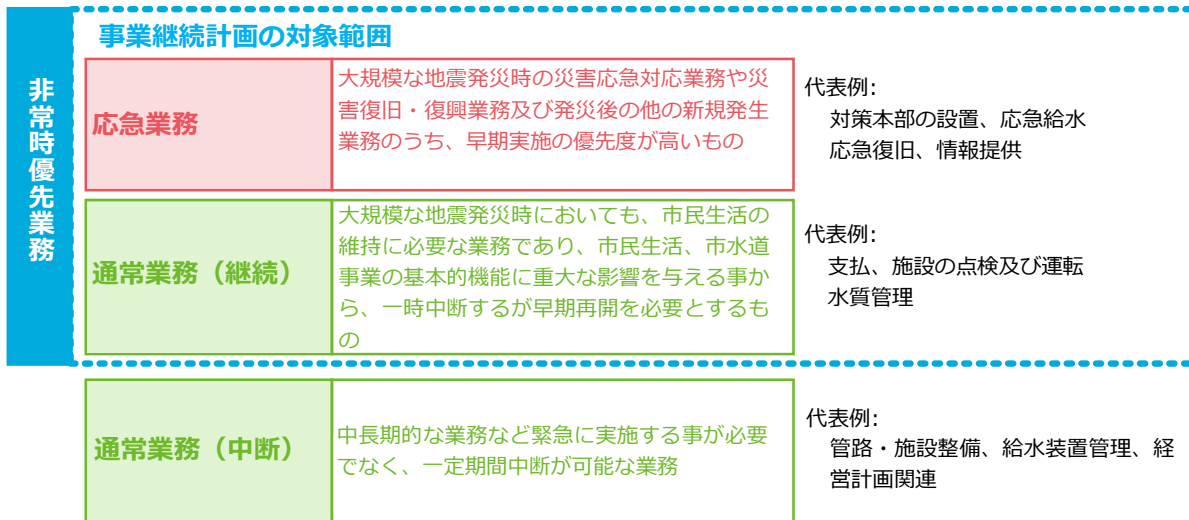 事業継続計画の対象範囲
非常時優先業務
応急業務
大規模な地震発災時の災害応急対応業務や災
害復旧・復興業務及び発災後の他の新規発生
業務のうち、早期実施の優先度が高いもの
代表例:
対策本部の設置、応急給水
応急復旧、情報提供
通常業務（継続）
大規模な地震発災時においても、市民生活の
維持に必要な業務であり、市民生活、市水道
事業の基本的機能に重大な影響を与える事か
ら、一時中断するが早期再開を必要とするも
の
代表例:
支払、施設の点検及び運転
水質管理
通常業務（中断）
中長期的な業務など緊急に実施する事が必要
でなく、一定期間中断が可能な業務
代表例:
管路・施設整備、給水装置管理、経
営計画関連